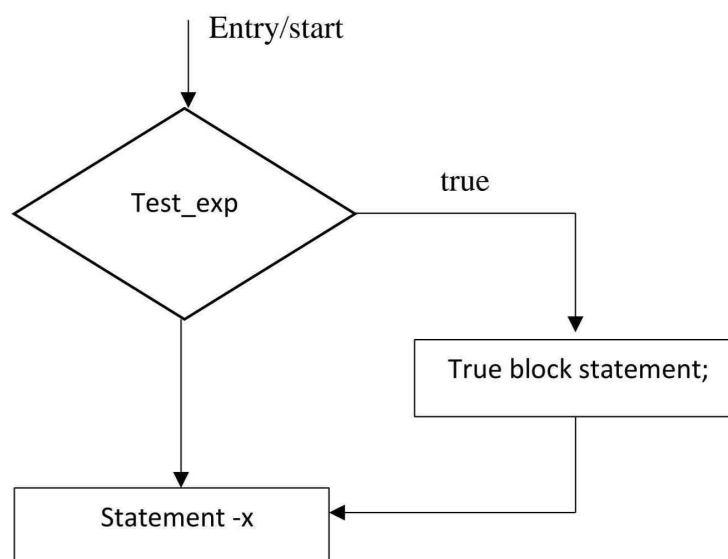 Entry/start
Test_exp
true
True block statement;
Statement -x